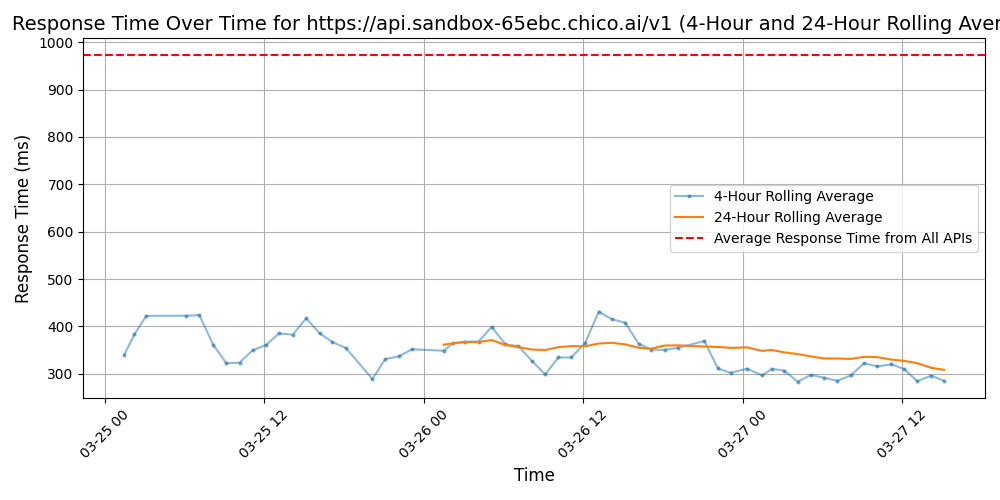 Response Time Over Time for https://api.sandbox-65ebc.chico.ai/v1 (4-Hour and 24-Hour Rolling Aver
1000
900
800
700
600
500
400
300
Response Time (ms)
4-Hour Rolling Average
24-Hour Rolling Average
Average Response Time from All APIs
03-25 00
03-25 12
03-26 00
03-26 12
03-27 00
03-27 12
Time